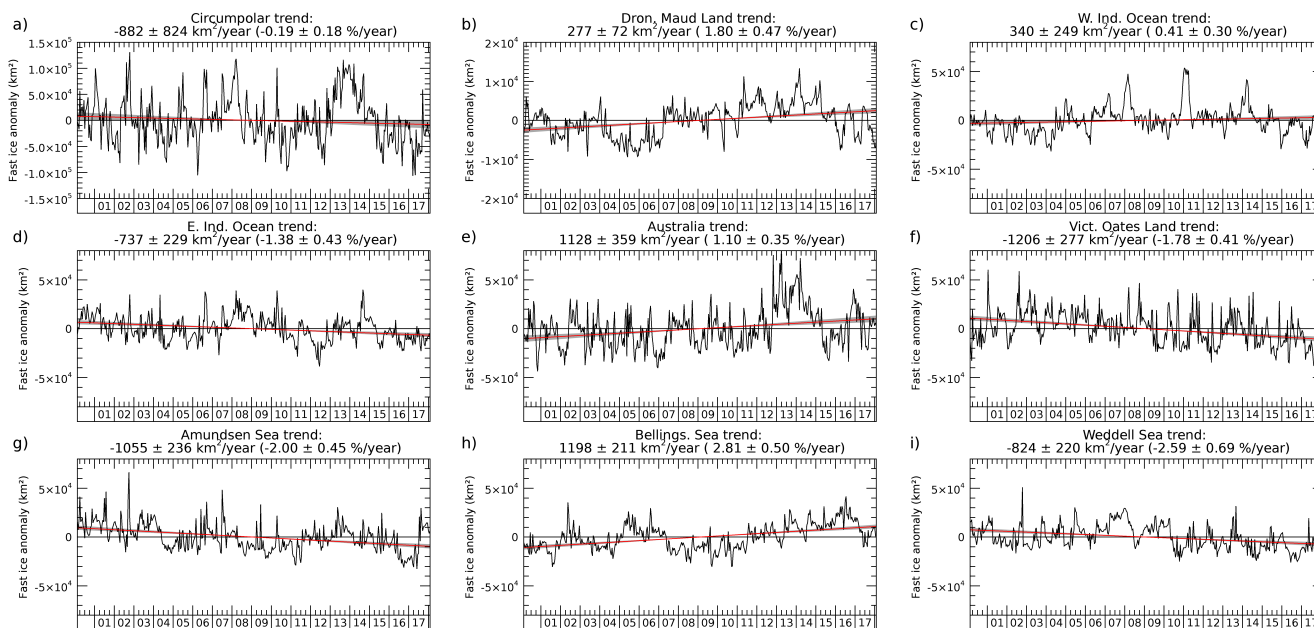 a)
Circumpolar trend:
-882 ± 824 km²/year (-0.19 ± 0.18 %/year)
Fast ice anomaly (km²)
1.5×10⁵
1.0×10⁵
5.0×10⁴
0
-5.0×10⁴
-1.0×10⁵
-1.5×10⁵
01 02 03 04 05 06 07 08 09 10 11 12 13 14 15 16 17
b)
Dron. Maud Land trend:
277 ± 72 km²/year ( 1.80 ± 0.47 %/year)
Fast ice anomaly (km²)
2×10⁴
1×10⁴
0
-1×10⁴
-2×10⁴
01 02 03 04 05 06 07 08 09 10 11 12 13 14 15 16 17
c)
W. Ind. Ocean trend:
340 ± 249 km²/year ( 0.41 ± 0.30 %/year)
Fast ice anomaly (km²)
5×10⁴
0
-5×10⁴
01 02 03 04 05 06 07 08 09 10 11 12 13 14 15 16 17
d)
E. Ind. Ocean trend:
-737 ± 229 km²/year (-1.38 ± 0.43 %/year)
Fast ice anomaly (km²)
5×10⁴
0
-5×10⁴
01 02 03 04 05 06 07 08 09 10 11 12 13 14 15 16 17
e)
Australia trend:
1128 ± 359 km²/year ( 1.10 ± 0.35 %/year)
Fast ice anomaly (km²)
5×10⁴
0
-5×10⁴
01 02 03 04 05 06 07 08 09 10 11 12 13 14 15 16 17
f)
Vict. Oates Land trend:
-1206 ± 277 km²/year (-1.78 ± 0.41 %/year)
Fast ice anomaly (km²)
5×10⁴
0
-5×10⁴
01 02 03 04 05 06 07 08 09 10 11 12 13 14 15 16 17
g)
Amundsen Sea trend:
-1055 ± 236 km²/year (-2.00 ± 0.45 %/year)
Fast ice anomaly (km²)
5×10⁴
0
-5×10⁴
01 02 03 04 05 06 07 08 09 10 11 12 13 14 15 16 17
h)
Bellings. Sea trend:
1198 ± 211 km²/year ( 2.81 ± 0.50 %/year)
Fast ice anomaly (km²)
5×10⁴
0
-5×10⁴
01 02 03 04 05 06 07 08 09 10 11 12 13 14 15 16 17
i)
Weddell Sea trend:
-824 ± 220 km²/year (-2.59 ± 0.69 %/year)
Fast ice anomaly (km²)
5×10⁴
0
-5×10⁴
01 02 03 04 05 06 07 08 09 10 11 12 13 14 15 16 17